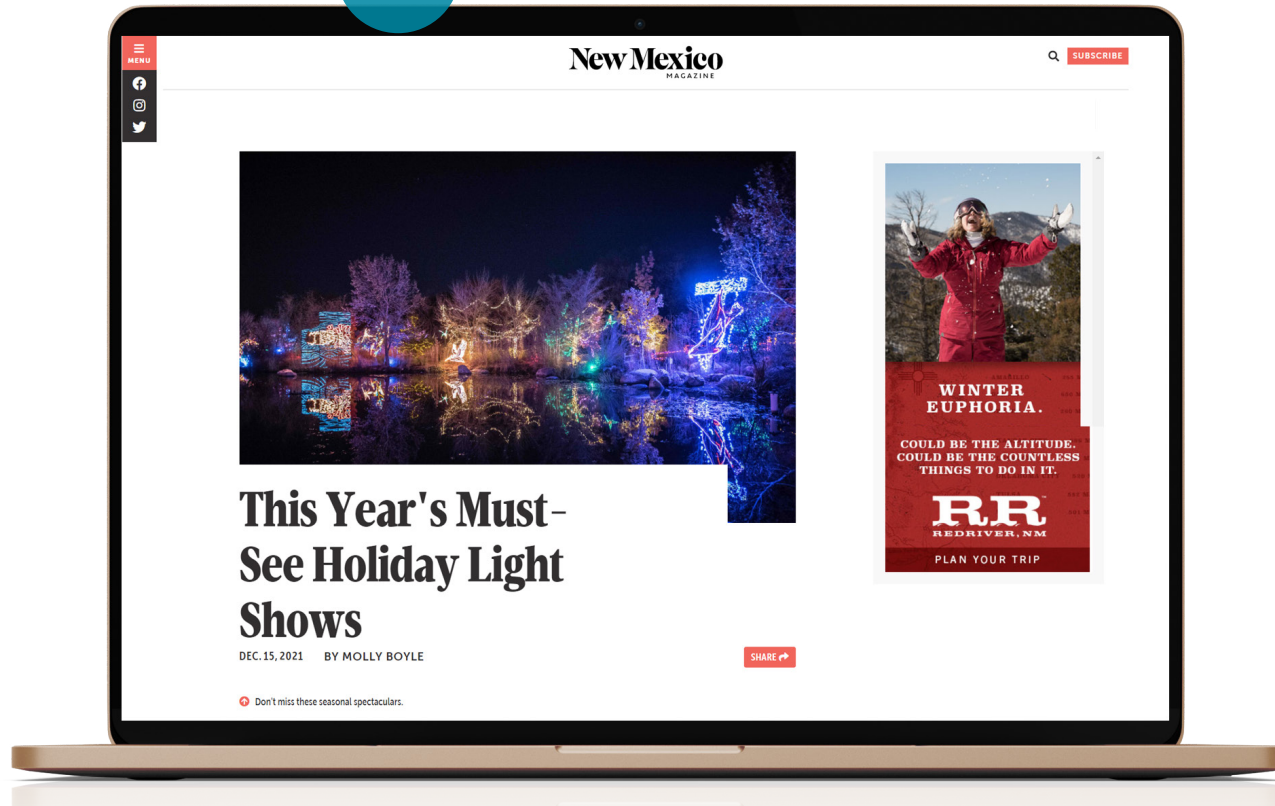 MENU
New Mexico
MAGAZINE
SUBSCRIBE
WINTER
EUPHORIA.
COULD BE THE ALTITUDE.
COULD BE THE COUNTLESS
THINGS TO DO IN IT.
RR
REDRIVER, NM
PLAN YOUR TRIP
This Year's Must-
See Holiday Light
Shows
DEC. 15, 2021 BY MOLLY BOYLE
SHARE
Don't miss these seasonal spectaculars.